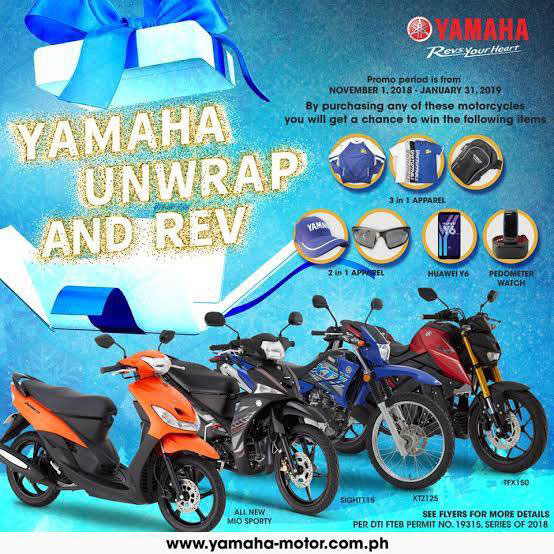 YAMAHA
Revs Your Heart
Promo period is from
NOVEMBER 1, 2018 - JANUARY 31, 2019
By purchasing any of these motorcycles
you will get a chance to win the following items
YAMAHA
UNWRAP
AND REV
3 in 1 APPAREL
YAMAHA
Y6
2 in 1 APPAREL
HUAWEI Y6
PEDOMETER
WATCH
ALL NEW
MIO SPORTY
SIGHT115
XTZ125
TFX150
SEE FLYERS FOR MORE DETAILS
PER DTI FTEB PERMIT NO. 19315, SERIES OF 2018
www.yamaha-motor.com.ph